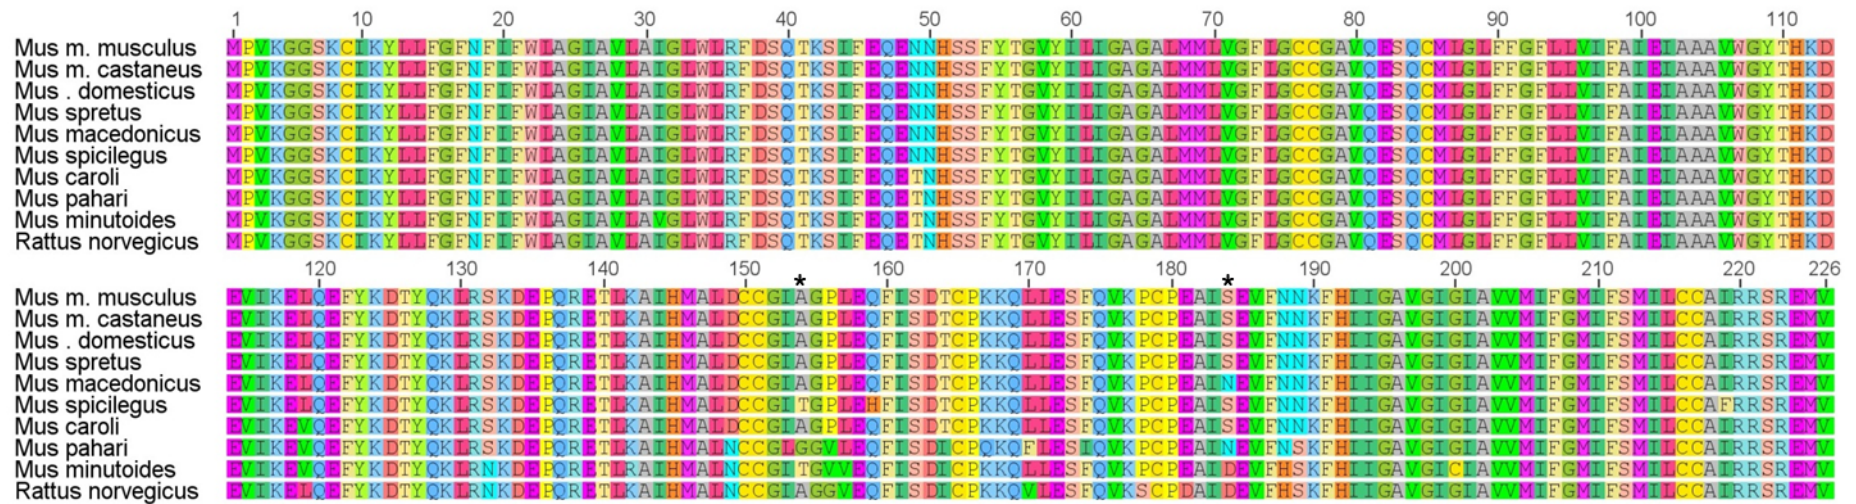 1 10 20 30 40 50 60 70 80 90 100 110
Mus m. musculus MPVKGGSKCIKYLLFGFNFIFWLAGIAVLAIGLWLRFDSQTKSIFEQENNHSSFYTGVYILIGAGALMMLVGFLGCCGAVQESQCMLGLFFGFLLVIFAIEIAAAVWGYTHKD
Mus m. castaneus MPVKGGSKCIKYLLFGFNFIFWLAGIAVLAIGLWLRFDSQTKSIFEQENNHSSFYTGVYILIGAGALMMLVGFLGCCGAVQESQCMLGLFFGFLLVIFAIEIAAAVWGYTHKD
Mus . domesticus MPVKGGSKCIKYLLFGFNFIFWLAGIAVLAIGLWLRFDSQTKSIFEQENNHSSFYTGVYILIGAGALMMLVGFLGCCGAVQESQCMLGLFFGFLLVIFAIEIAAAVWGYTHKD
Mus spretus MPVKGGSKCIKYLLFGFNFIFWLAGIAVLAIGLWLRFDSQTKSIFEQENNHSSFYTGVYILIGAGALMMLVGFLGCCGAVQESQCMLGLFFGFLLVIFAIEIAAAVWGYTHKD
Mus macedonicus MPVKGGSKCIKYLLFGFNFIFWLAGIAVLAIGLWLRFDSQTKSIFEQENNHSSFYTGVYILIGAGALMMLVGFLGCCGAVQESQCMLGLFFGFLLVIFAIEIAAAVWGYTHKD
Mus spicilegus MPVKGGSKCIKYLLFGFNFIFWLAGIAVLAIGLWLRFDSQTKSIFEQENNHSSFYTGVYILIGAGALMMLVGFLGCCGAVQESQCMLGLFFGFLLVIFAIEIAAAVWGYTHKD
Mus caroli MPVKGGSKCIKYLLFGFNFIFWLAGIAVLAIGLWLRFDSQTKSIFEQETNHSSFYTGVYILIGAGALMMLVGFLGCCGAVQESQCMLGLFFGFLLVIFAIEIAAAVWGYTHKD
Mus pahari MPVKGGSKCIKYLLFGFNFIFWLAGIAVLAIGLWLRFDSQTKSIFEQETNHSSFYTGVYILIGAGALMMLVGFLGCCGAVQESQCMLGLFFGFLLVIFAIEIAAAVWGYTHKD
Mus minutoides MPVKGGSKCIKYLLFGFNFIFWLAGIAVLAVGLWLRFDSQTKSIFEQETNHSSFYTGVYILIGAGALMMLVGFLGCCGAVQESQCMLGLFFGFLLVIFAIEIAAAVWGYTHKD
Rattus norvegicus MPVKGGSKCIKYLLFGFNFIFWLAGIAVLAIGLWLRFDSQTKSIFEQETNHSSFYTGVYILIGAGALMMLVGFLGCCGAVQESQCMLGLFFGFLLVIFAIEIAAAVWGYTHKD
120 130 140 150 * 160 170 180 * 190 200 210 220 226
Mus m. musculus EVIKELQEFYKDTYQKLRSKDEPQRETLKAIHMALDCCGIAGPLEQFISDTCPKKQLLESFQVKPCPEAISEVFNNKFHIIGAVGIGIAVVMIFGMIFSMILCCAIRRSREMV
Mus m. castaneus EVIKELQEFYKDTYQKLRSKDEPQRETLKAIHMALDCCGIAGPLEQFISDTCPKKQLLESFQVKPCPEAISEVFNNKFHIIGAVGIGIAVVMIFGMIFSMILCCAIRRSREMV
Mus . domesticus EVIKELQEFYKDTYQKLRSKDEPQRETLKAIHMALDCCGIAGPLEQFISDTCPKKQLLESFQVKPCPEAISEVFNNKFHIIGAVGIGIAVVMIFGMIFSMILCCAIRRSREMV
Mus spretus EVIKELQEFYKDTYQKLRSKDEPQRETLKAIHMALDCCGIAGPLEQFISDTCPKKQLLESFQVKPCPEAISEVFNNKFHIIGAVGIGIAVVMIFGMIFSMILCCAIRRSREMV
Mus macedonicus EVIKELQEFYKDTYQKLRSKDEPQRETLKAIHMALDCCGIAGPLEQFISDTCPKKQLLESFQVKPCPEAINEVFNNKFHIIGAVGIGIAVVMIFGMIFSMILCCAIRRSREMV
Mus spicilegus EVIKELQEFYKDTYQKLRSKDEPQRETLKAIHMALDCCGITGPLEHFISDTCPKKQLLESFQVKPCPEAISEVFNNKFHIIGAVGIGIAVVMIFGMIFSMILCCAFRRSREMV
Mus caroli EVIKEVQEFYKDTYQKLRSKDEPQRETLKAIHMALDCCGIAGPLEQFISDTCPKKQLLESFQVKPCPEAISEVFNNKFHIIGAVGIGIAVVMIFGMIFSMILCCAIRRSREMV
Mus pahari EVIKEVQEFYKDTYQKLRSKDEPQRETLKAIHMALNCCGLGGVLEQFISDICPQKQFLESIQVKPCPEAINEVFNSKFHIIGAVGIGIAVVMIFGMIFSMILCCAIRRSREMV
Mus minutoides EVIKEVQEFYKDTYQKLRNKDEPQRETLRAIHMALNCCGITGVVEQFISDICPKKQLLESFQVKPCPEAIDEVFHSKFHIIGAVGICIAVVMIFGMIFSMILCCAIRRSREMV
Rattus norvegicus EVIKELQEFYKDTYQKLRNKDEPQRETLKAIHMALNCCGIAGGVEQFISDICPKKQVLESFQVKSCPDAIDEVFHSKFHIIGAVGIGIAVVMIFGMIFSMILCCAIRRSREMV